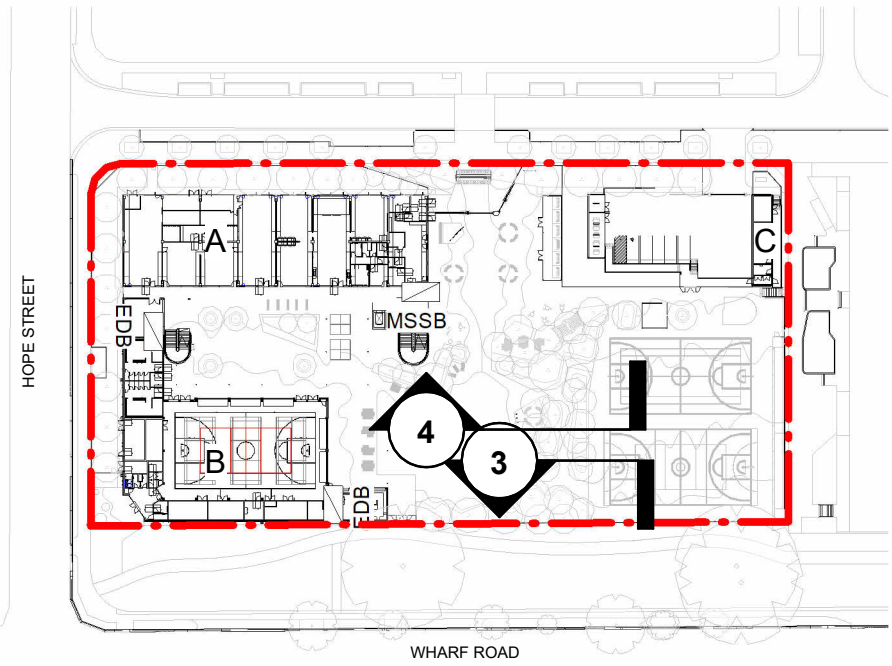 A
C
HOPE STREET
EDB
MSSB
4
3
B
EDB
WHARF ROAD